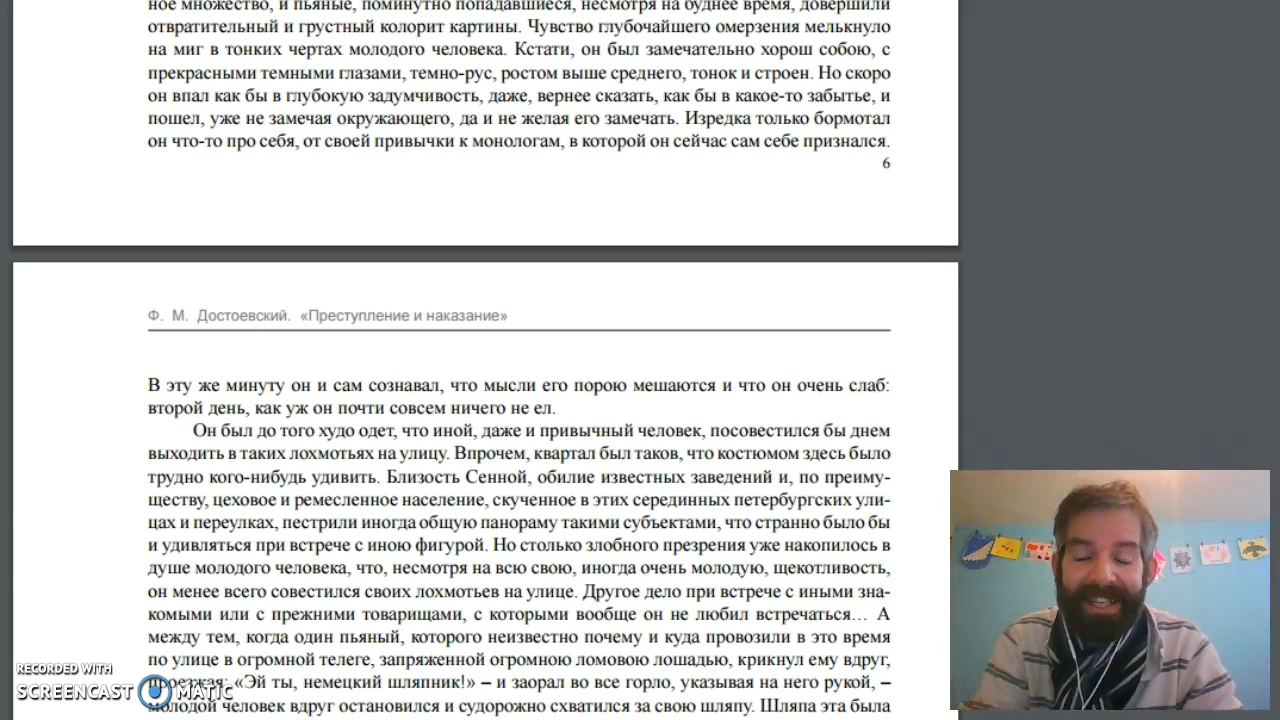 ное множество, и пьяные, поминутно попадавшиеся, несмотря на буднее время, довершили
отвратительный и грустный колорит картины. Чувство глубочайшего омерзения мелькнуло
на миг в тонких чертах молодого человека. Кстати, он был замечательно хорош собою, с
прекрасными темными глазами, темно-рус, ростом выше среднего, тонок и строен. Но скоро
он впал как бы в глубокую задумчивость, даже, вернее сказать, как бы в какое-то забытье, и
пошел, уже не замечая окружающего, да и не желая его замечать. Изредка только бормотал
он что-то про себя, от своей привычки к монологам, в которой он сейчас сам себе признался.
6
Ф. М. Достоевский. «Преступление и наказание»
В эту же минуту он и сам сознавал, что мысли его порою мешаются и что он очень слаб:
второй день, как уж он почти совсем ничего не ел.
Он был до того худо одет, что иной, даже и привычный человек, посовестился бы днем
выходить в таких лохмотьях на улицу. Впрочем, квартал был таков, что костюмом здесь было
трудно кого-нибудь удивить. Близость Сенной, обилие известных заведений и, по преиму-
ществу, цеховое и ремесленное население, скученное в этих серединных петербургских ули-
цах и переулках, пестрили иногда общую панораму такими субъектами, что странно было бы
и удивляться при встрече с иною фигурой. Но столько злобного презрения уже накопилось в
душе молодого человека, что, несмотря на всю свою, иногда очень молодую, щекотливость,
он менее всего совестился своих лохмотьев на улице. Другое дело при встрече с иными зна-
комыми или с прежними товарищами, с которыми вообще он не любил встречаться… А
между тем, когда один пьяный, которого неизвестно почему и куда провозили в это время
по улице в огромной телеге, запряженной огромною ломовою лошадью, крикнул ему вдруг,
проезжая: «Эй ты, немецкий шляпник!» – и заорал во все горло, указывая на него рукой, –
молодой человек вдруг остановился и судорожно схватился за свою шляпу. Шляпа эта была
RECORDED WITH
SCREENCAST MATIC